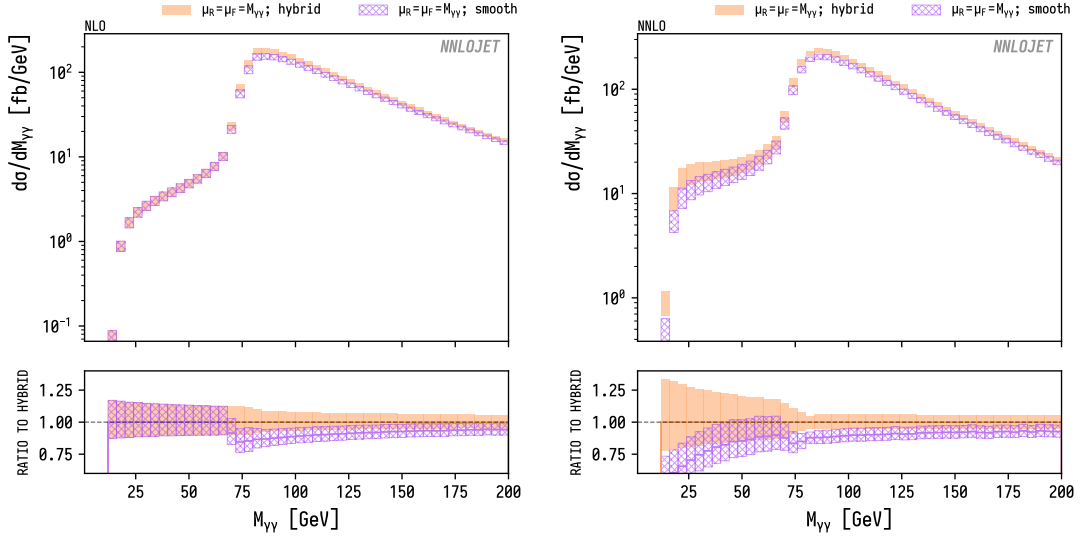 μR=μF=Mγγ; hybrid μR=μF=Mγγ; smooth
NLO
NNLOJET
dσ/dMγγ [fb/GeV]
10²
10¹
10⁰
10⁻¹
RATIO TO HYBRID
1.25
1.00
0.75
25 50 75 100 125 150 175 200
Mγγ [GeV]
μR=μF=Mγγ; hybrid μR=μF=Mγγ; smooth
NLO
NNLOJET
dσ/dMγγ [fb/GeV]
10²
10¹
10⁰
RATIO TO HYBRID
1.25
1.00
0.75
25 50 75 100 125 150 175 200
Mγγ [GeV]